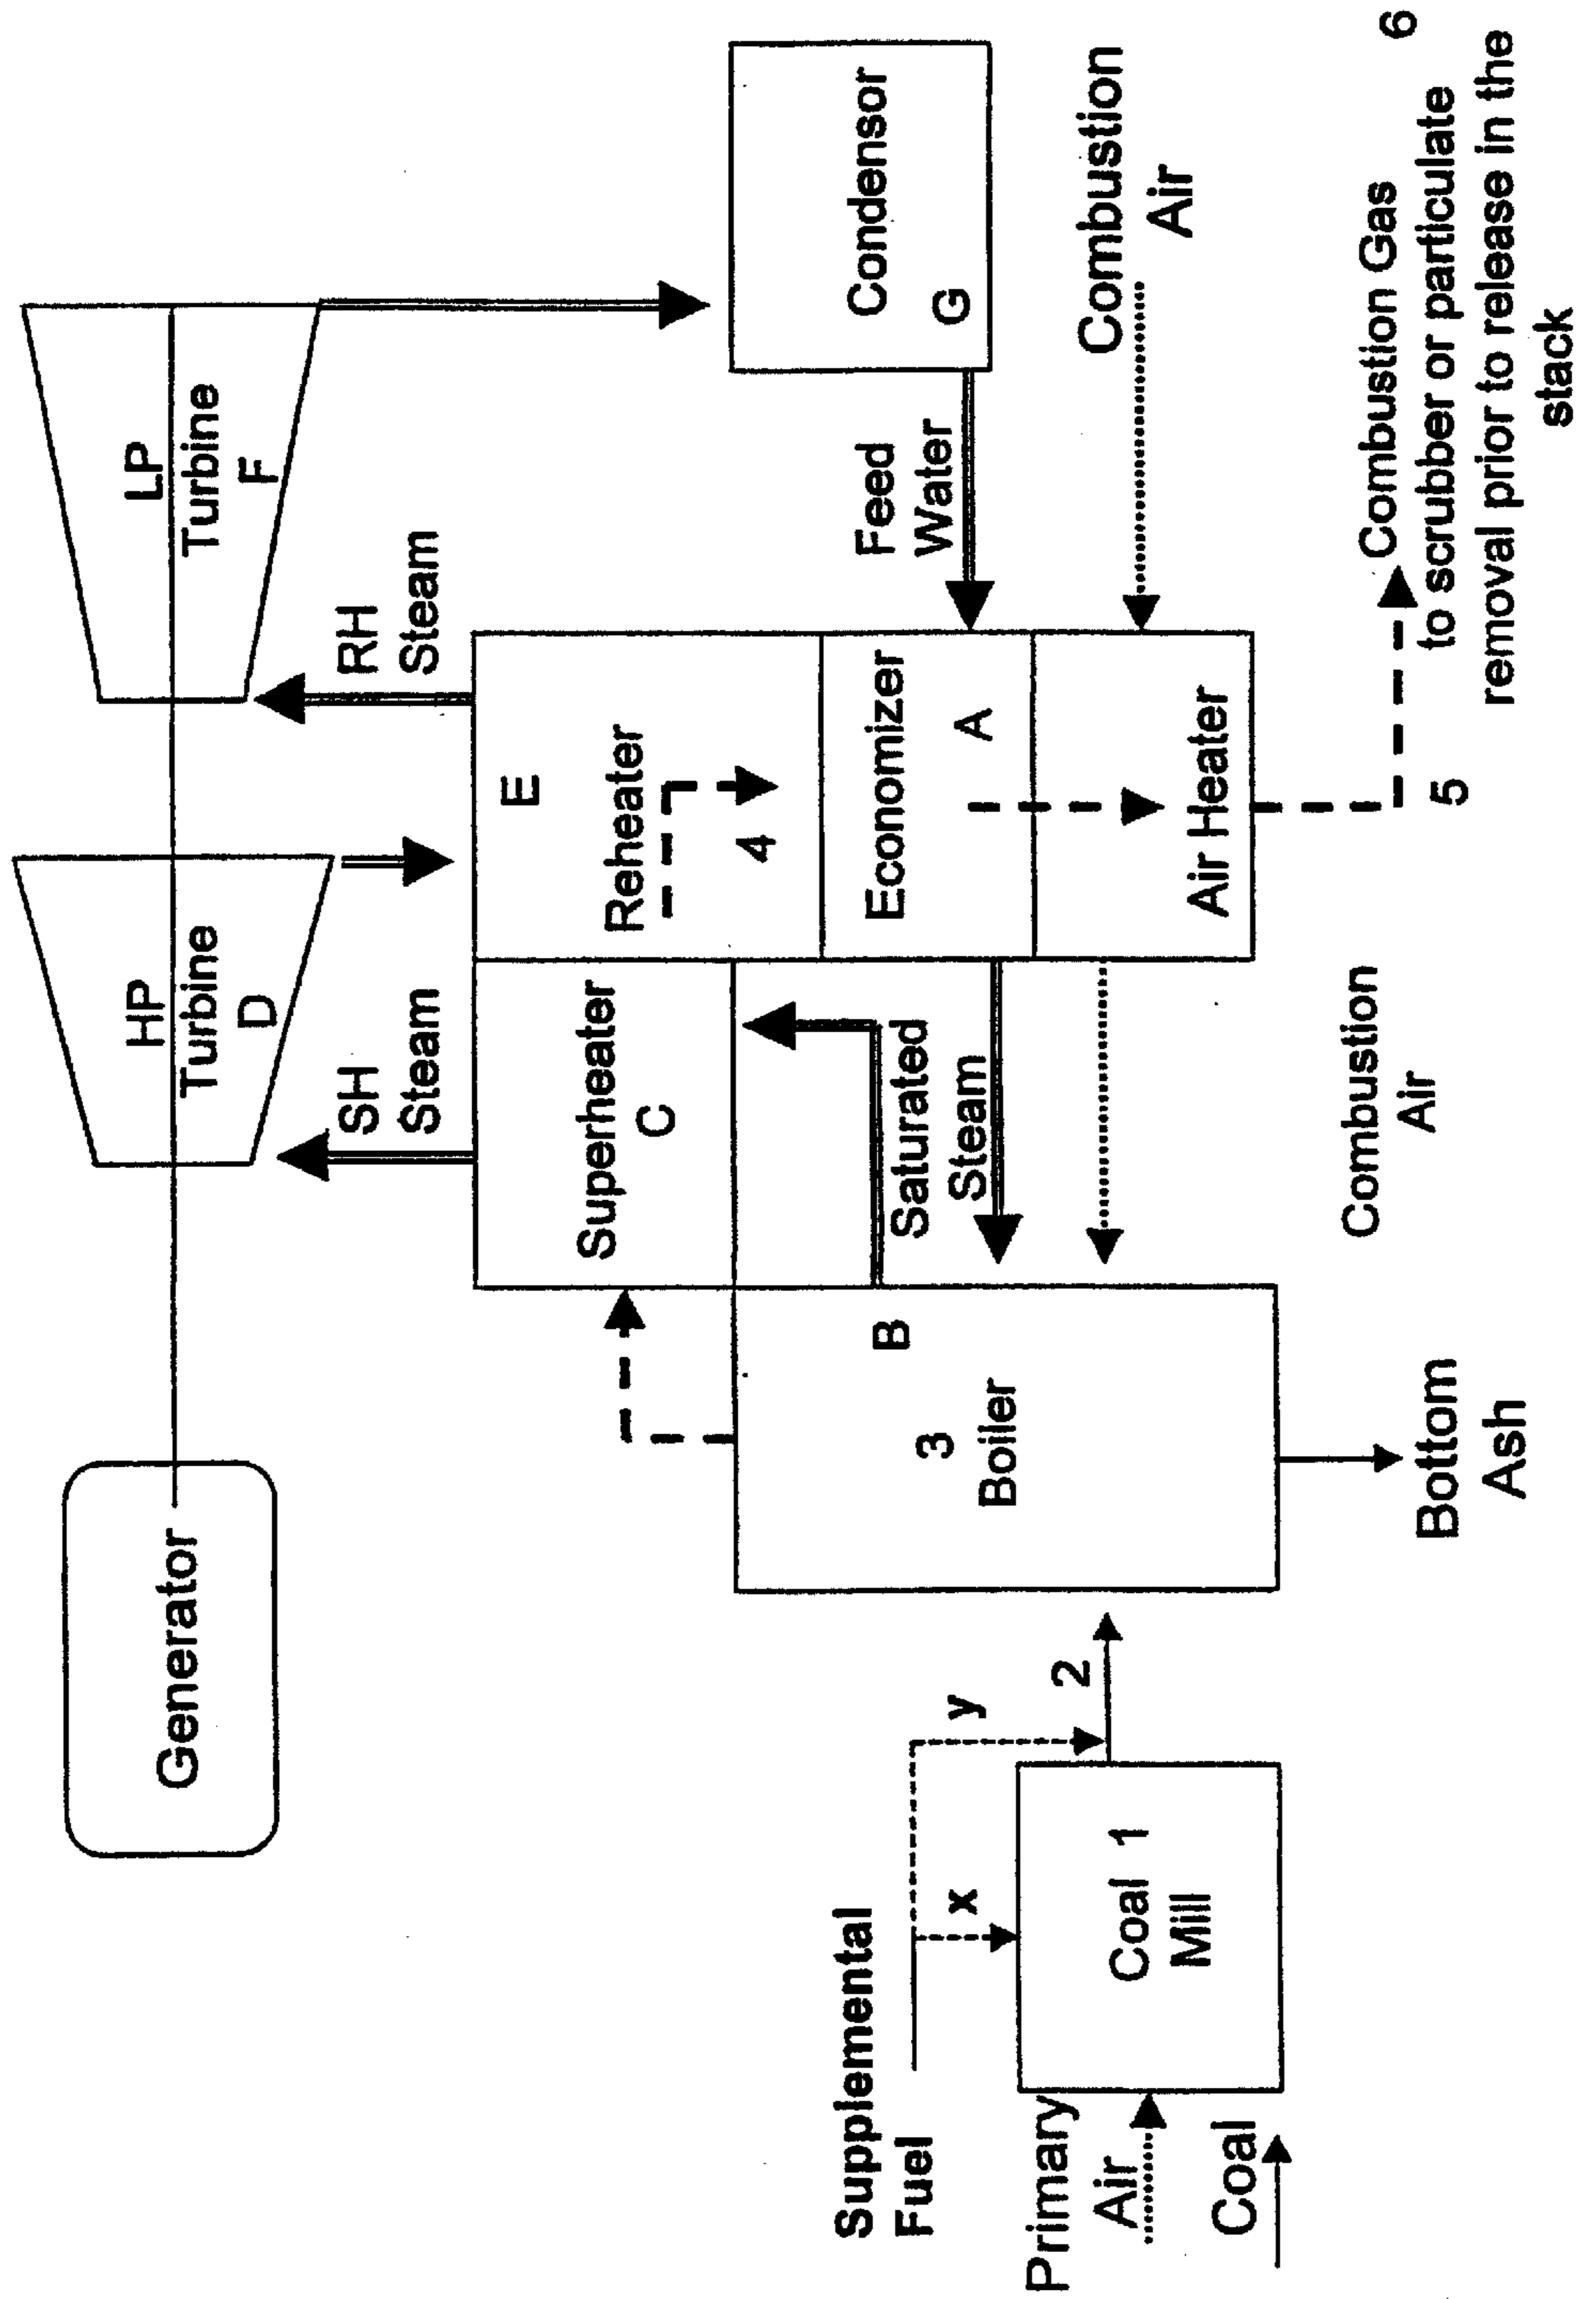 Generator
HP
Turbine
D
LP
Turbine
F
SH
Steam
RH
Steam
Superheater
C
E
Reheater
4
Economizer
A
Air Heater
Condensor
G
Feed
Water
Combustion
Air
Saturated
Steam
B
3
Boiler
Supplemental
Fuel
x
y
2
Primary
Air
Coal
Coal 1
Mill
Bottom
Ash
Combustion
Air
5
Combustion Gas 6
to scrubber or particulate
removal prior to release in the
stack